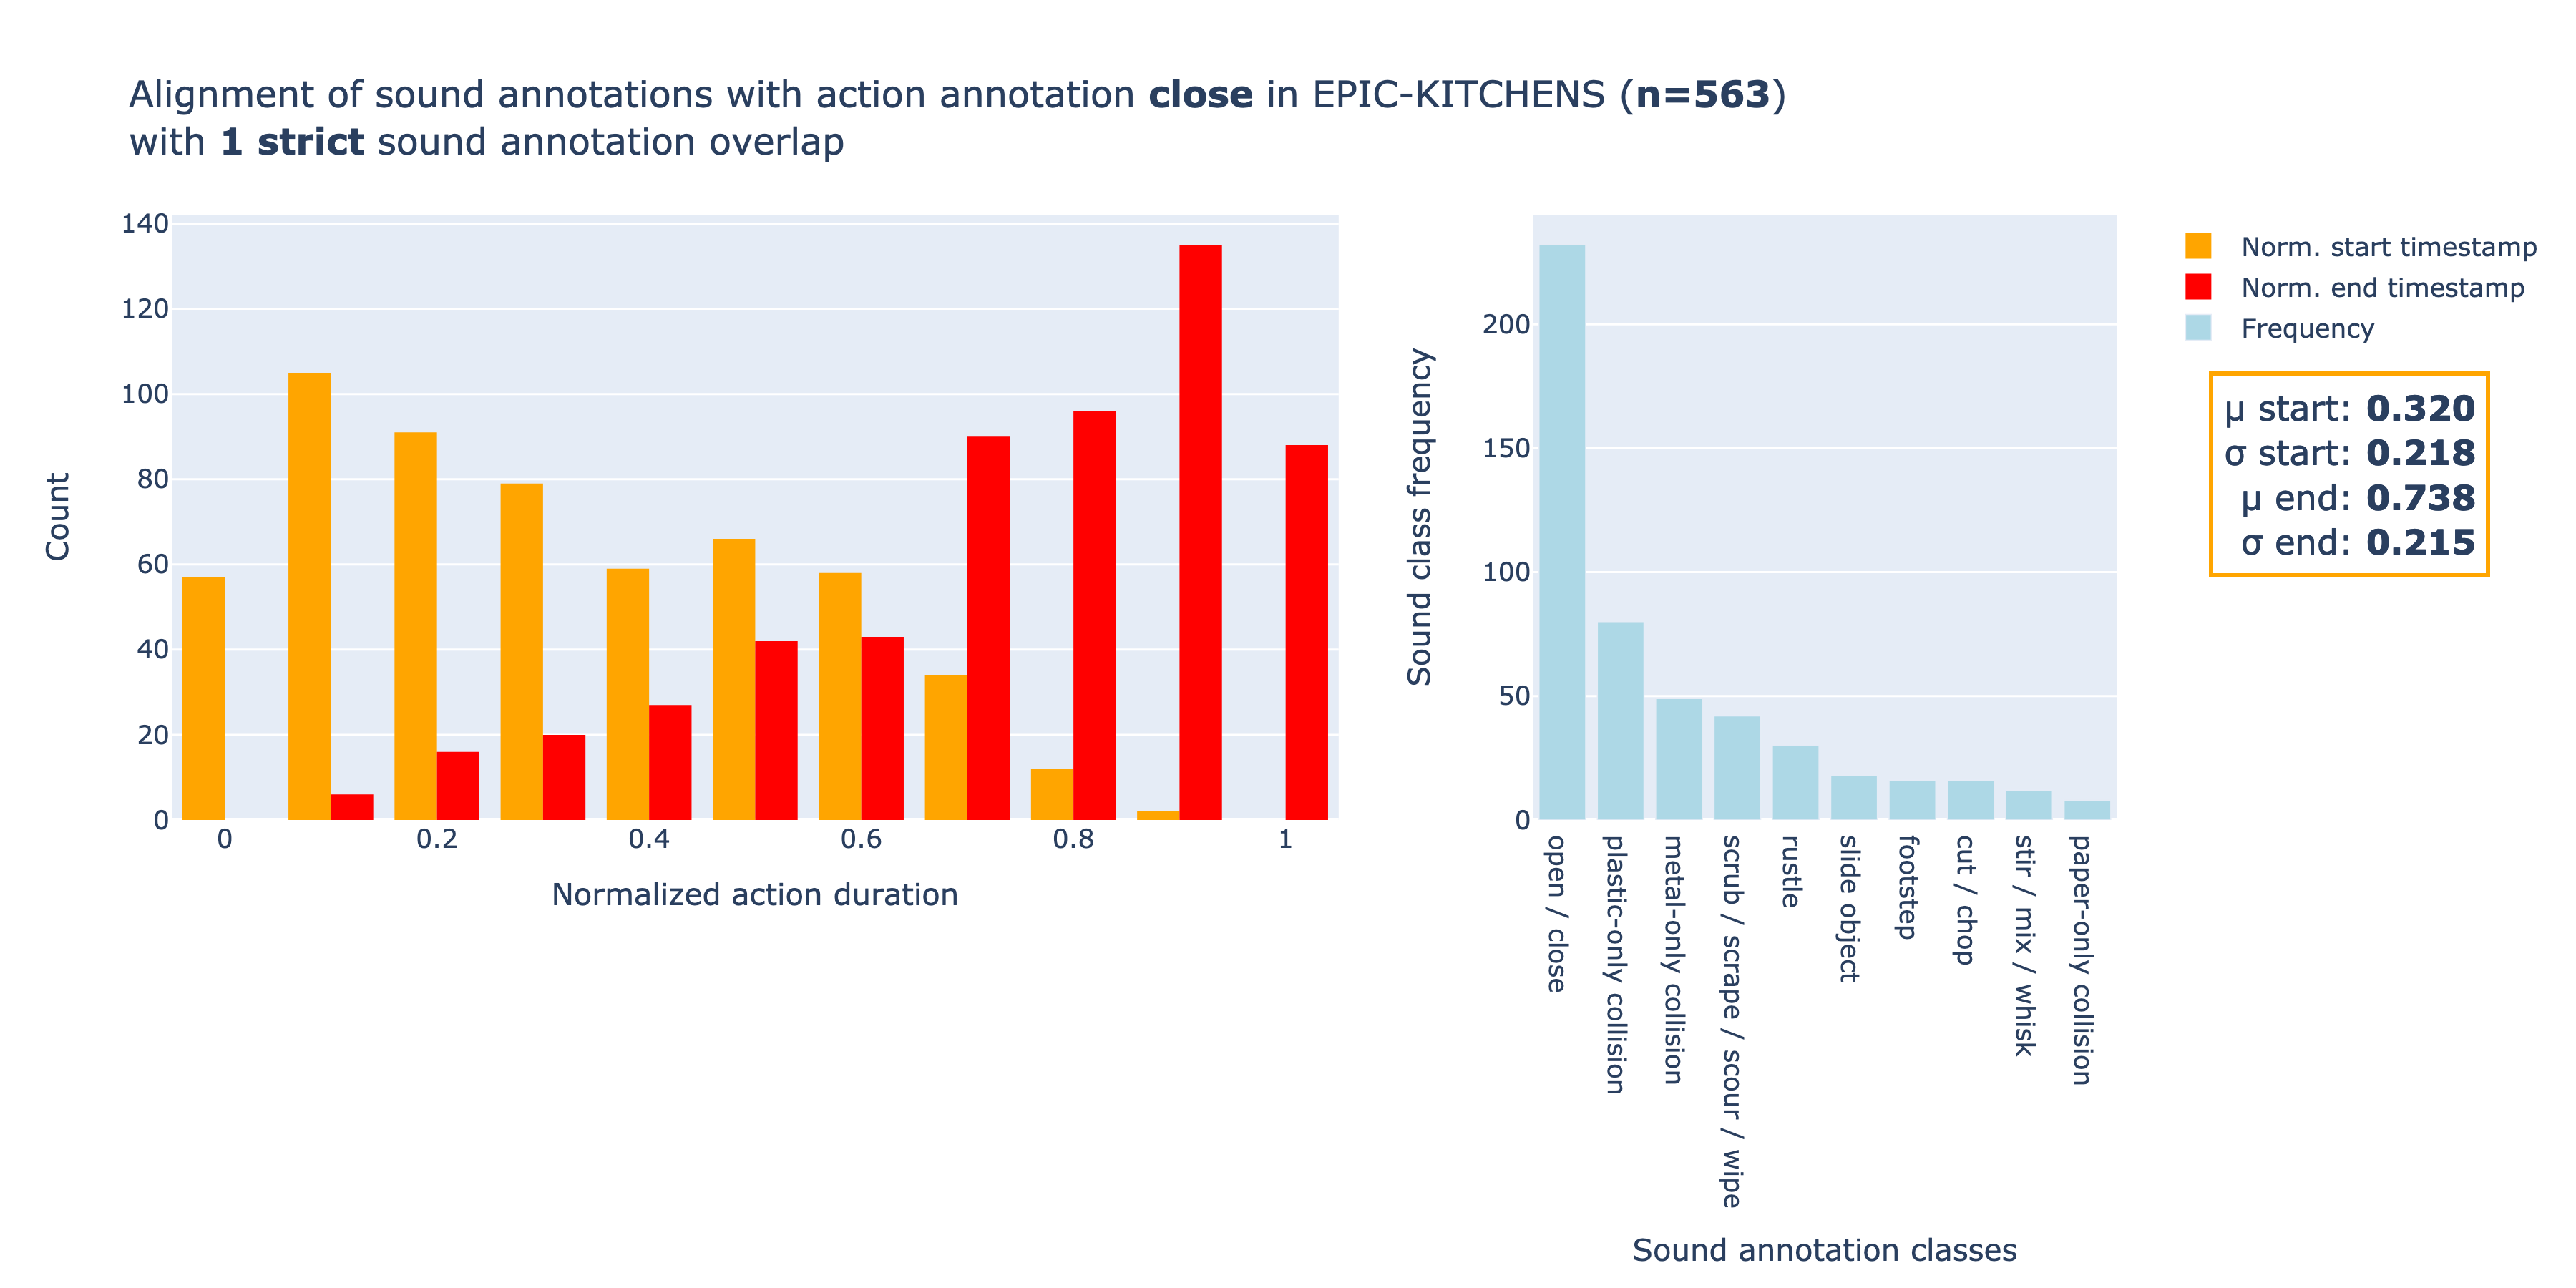 Alignment of sound annotations with action annotation close in EPIC-KITCHENS (n=563)
with 1 strict sound annotation overlap
140
120
100
80
60
40
20
0
Count
0 0.2 0.4 0.6 0.8 1
Normalized action duration
200
150
100
50
0
Sound class frequency
open / close
plastic-only collision
metal-only collision
scrub / scrape / scour / wipe
rustle
slide object
footstep
cut / chop
stir / mix / whisk
paper-only collision
Sound annotation classes
Norm. start timestamp
Norm. end timestamp
Frequency
μ start: 0.320
σ start: 0.218
μ end: 0.738
σ end: 0.215